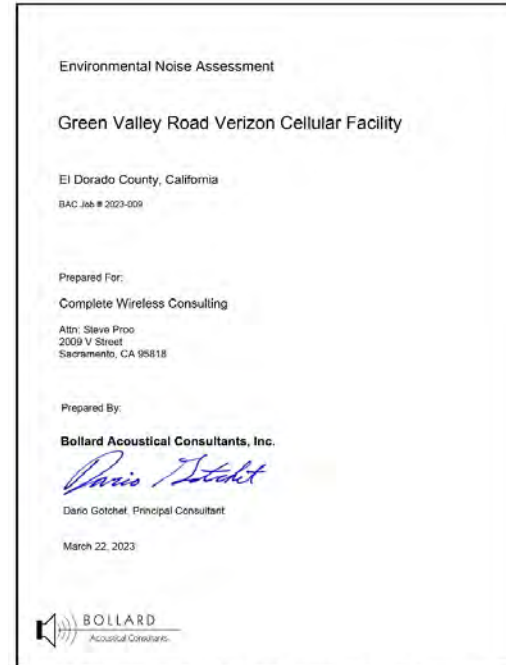 Environmental Noise Assessment
Green Valley Road Verizon Cellular Facility
El Dorado County, California
BAC Job # 2023-009
Prepared For:
Complete Wireless Consulting
Attn: Steve Proo
2009 V Street
Sacramento, CA 95818
Prepared By:
Bollard Acoustical Consultants, Inc.
Dario Gotchet
Dario Gotchet, Principal Consultant
March 22, 2023
BOLLARD
Acoustical Consultants